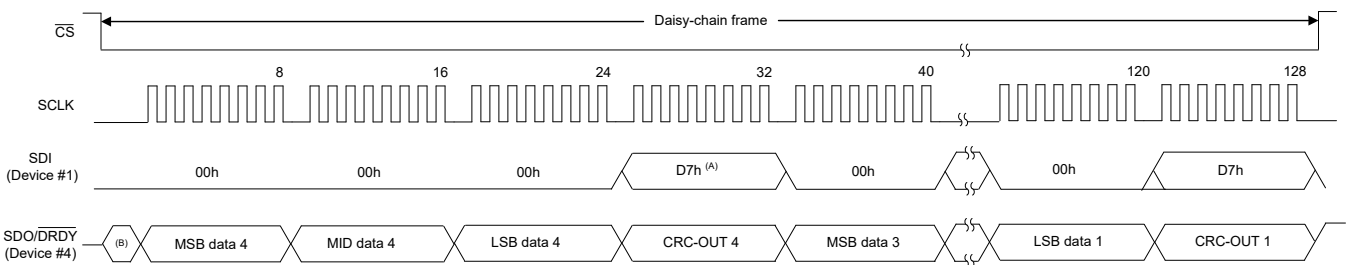 Daisy-chain frame
CS
8 16 24 32 40 120 128
SCLK
SDI
(Device #1)
00h 00h 00h D7h (A) 00h 00h D7h
SDO/DRDY
(Device #4)
(B) MSB data 4 MID data 4 LSB data 4 CRC-OUT 4 MSB data 3 LSB data 1 CRC-OUT 1